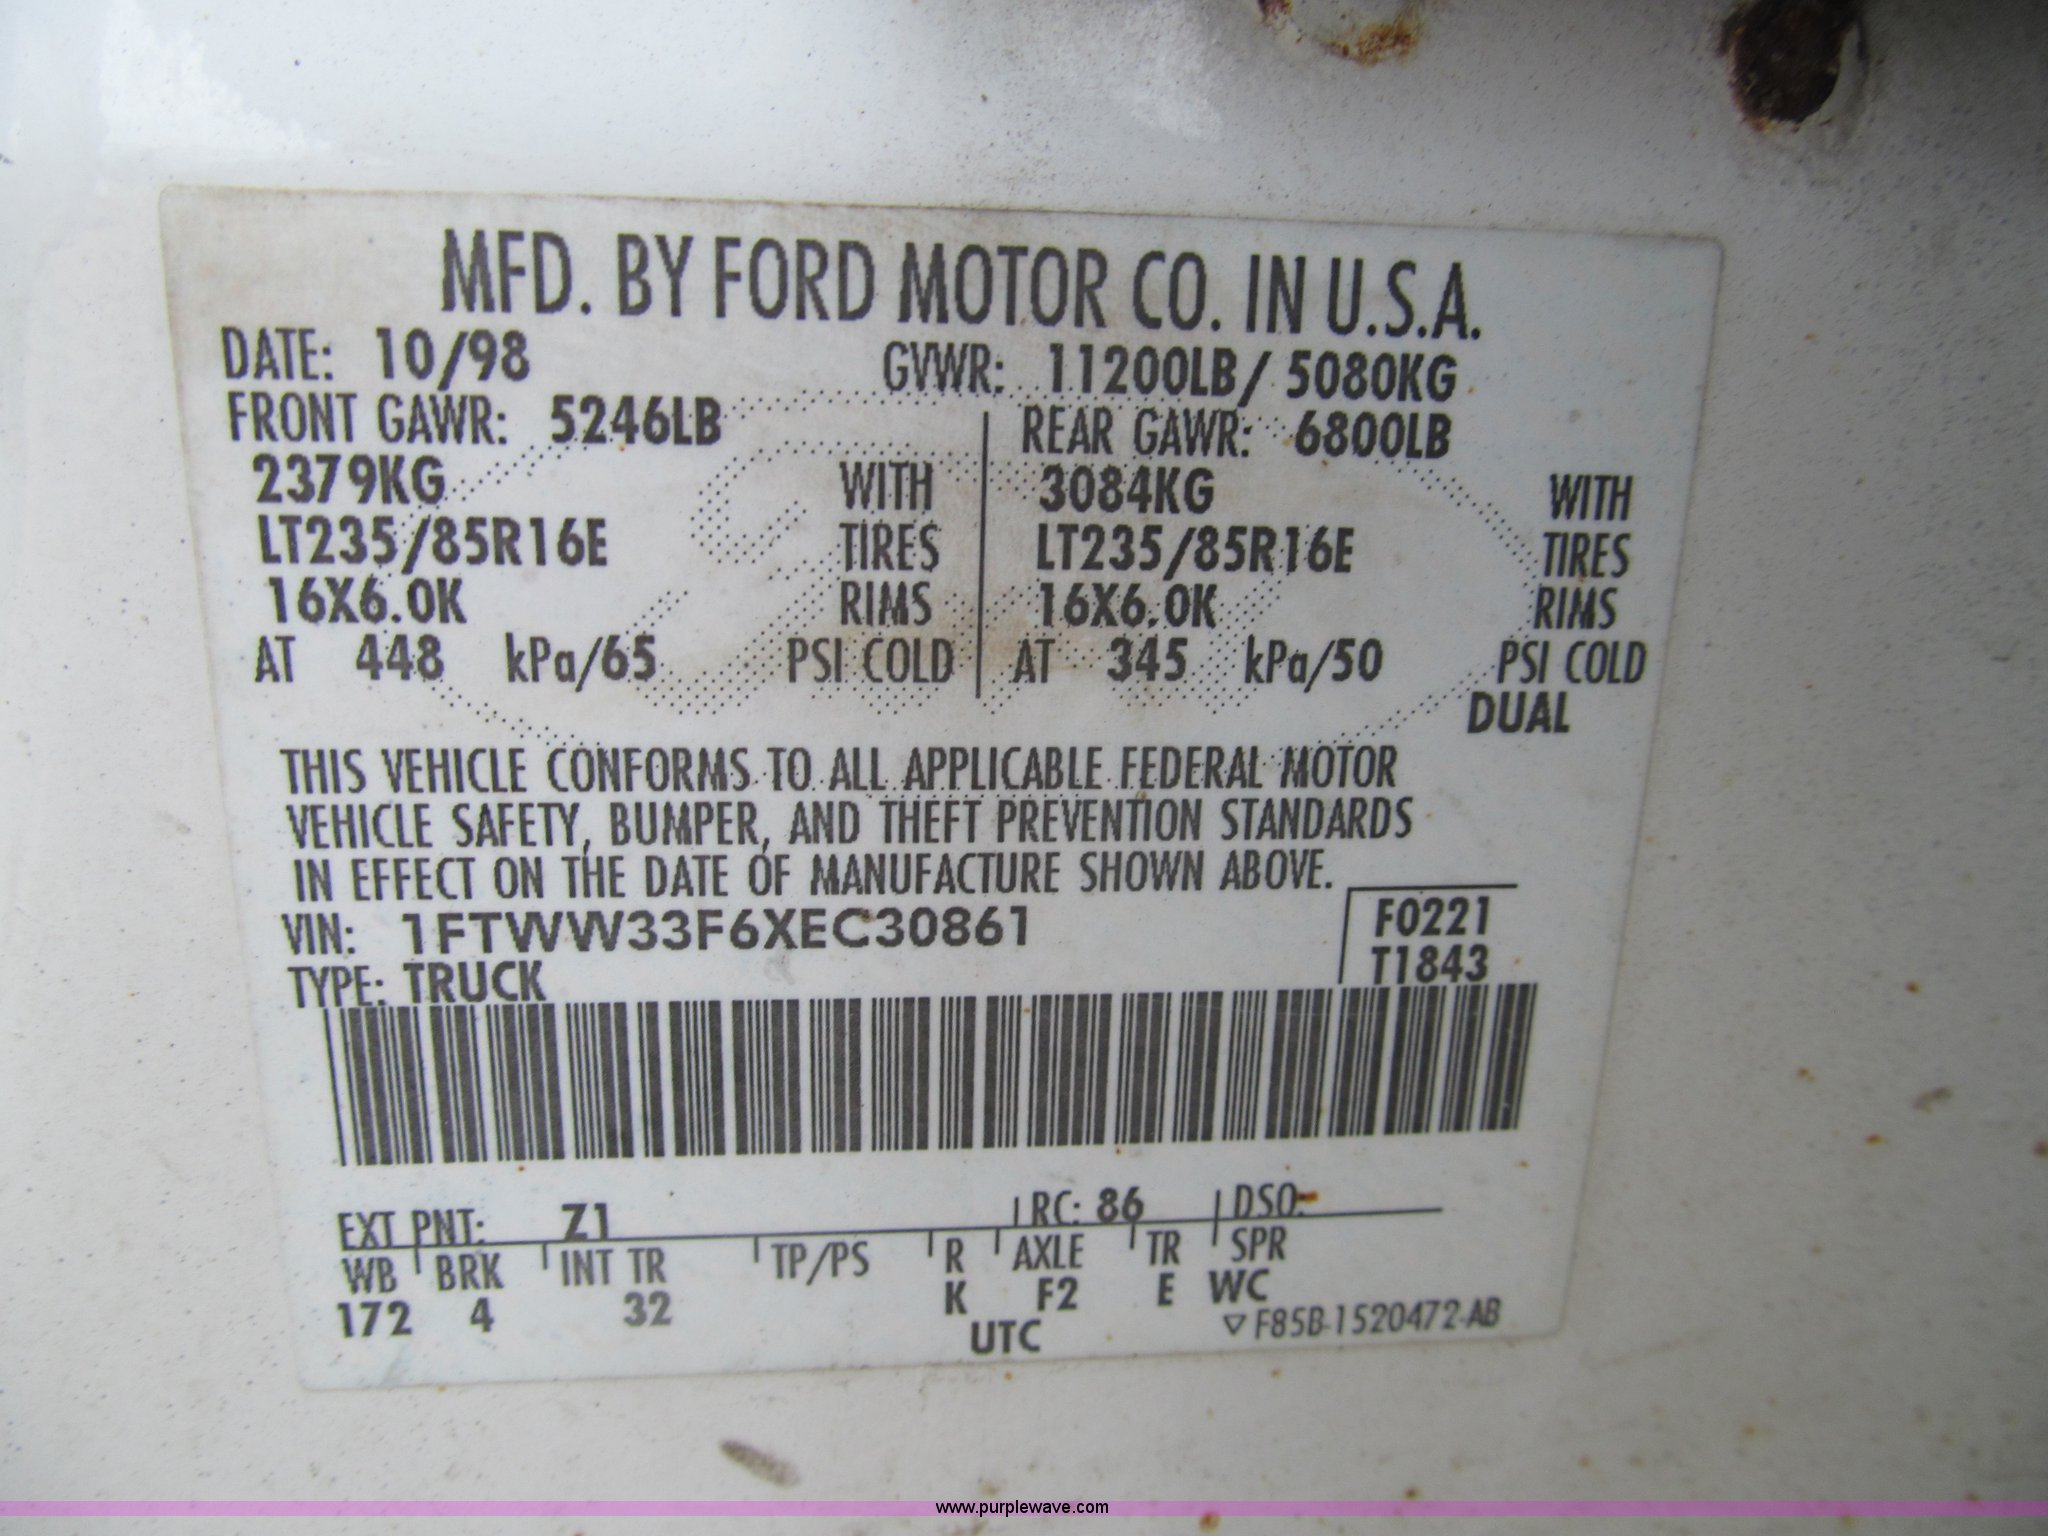 MFD. BY FORD MOTOR CO. IN U.S.A.
DATE: 10/98 GVWR: 11200LB/ 5080KG
FRONT GAWR: 5246LB REAR GAWR: 6800LB
2379KG WITH 3084KG WITH
LT235/85R16E TIRES LT235/85R16E TIRES
16X6.0K RIMS 16X6.0K RIMS
AT 448 kPa/65 PSI COLD AT 345 kPa/50 PSI COLD
DUAL
THIS VEHICLE CONFORMS TO ALL APPLICABLE FEDERAL MOTOR
VEHICLE SAFETY, BUMPER, AND THEFT PREVENTION STANDARDS
IN EFFECT ON THE DATE OF MANUFACTURE SHOWN ABOVE.
VIN: 1FTWW33F6XEC30861 F0221
TYPE: TRUCK T1843
EXT PNT: Z1 RC: 86 DSO:
WB BRK INT TR TP/PS R AXLE TR SPR
172 4 32 K F2 E WC
UTC ▽ F85B-1520472-AB
www.purplewave.com